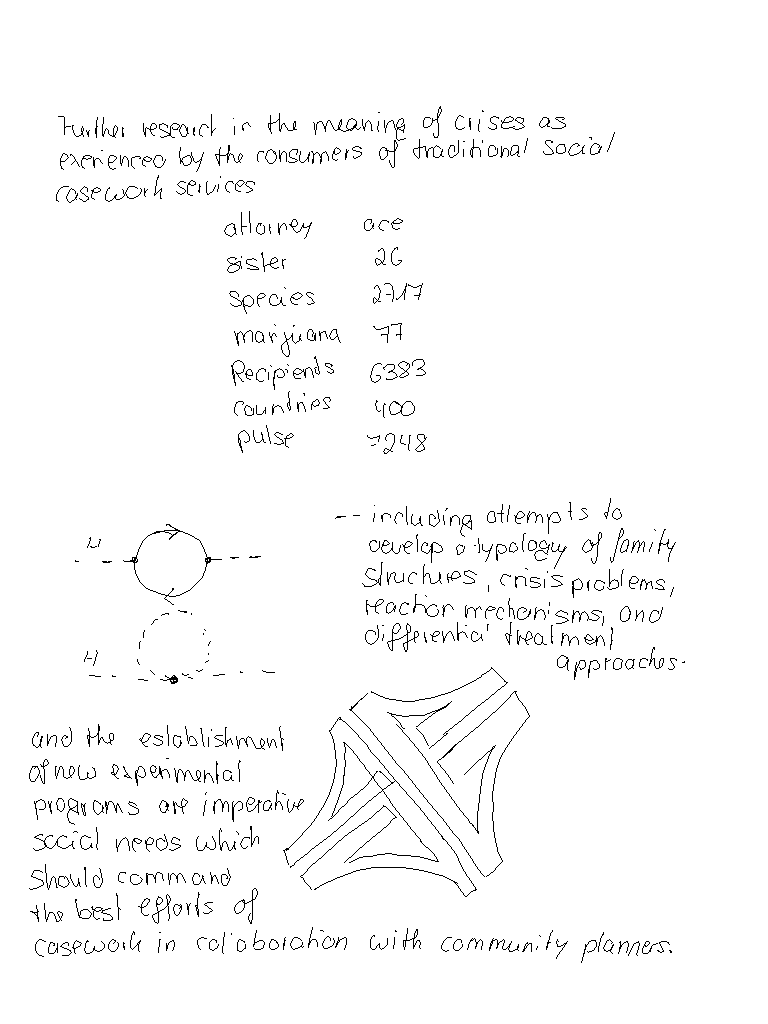 Further research in the meaning of crises as
exerienced by the consumers of traditional social
casework services
attorney ace
sister 26
species 2717
marijuana 77
Recipiends 6383
countries 400
pulse 7248
-- including attempts to
develop a typology of family
structures, crisis problems,
reaction mechanisms, and
differential treatment
approaches.
H
H
and the establishment
of new experimental
programs are imperative
social needs which
should command
the best efforts of
casework in collaboration with community planners.